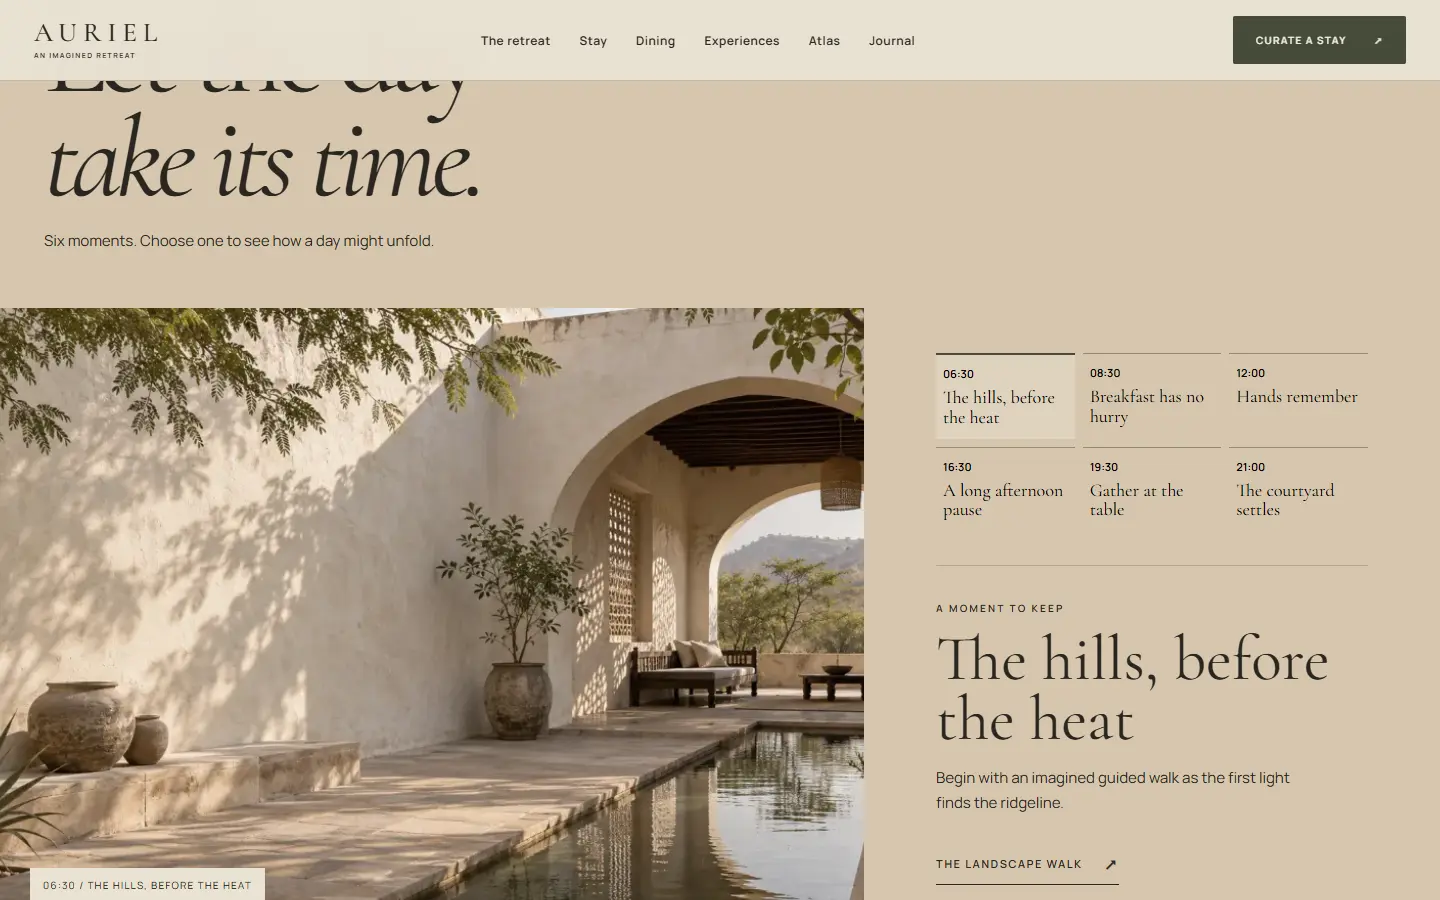 AURIEL
AN IMAGINED RETREAT
The retreat
Stay
Dining
Experiences
Atlas
Journal
CURATE A STAY ↗
Let the day
take its time.
Six moments. Choose one to see how a day might unfold.
06:30
The hills, before
the heat
08:30
Breakfast has no
hurry
12:00
Hands remember
16:30
A long afternoon
pause
19:30
Gather at the
table
21:00
The courtyard
settles
A MOMENT TO KEEP
The hills, before
the heat
Begin with an imagined guided walk as the first light
finds the ridgeline.
THE LANDSCAPE WALK ↗
06:30 / THE HILLS, BEFORE THE HEAT